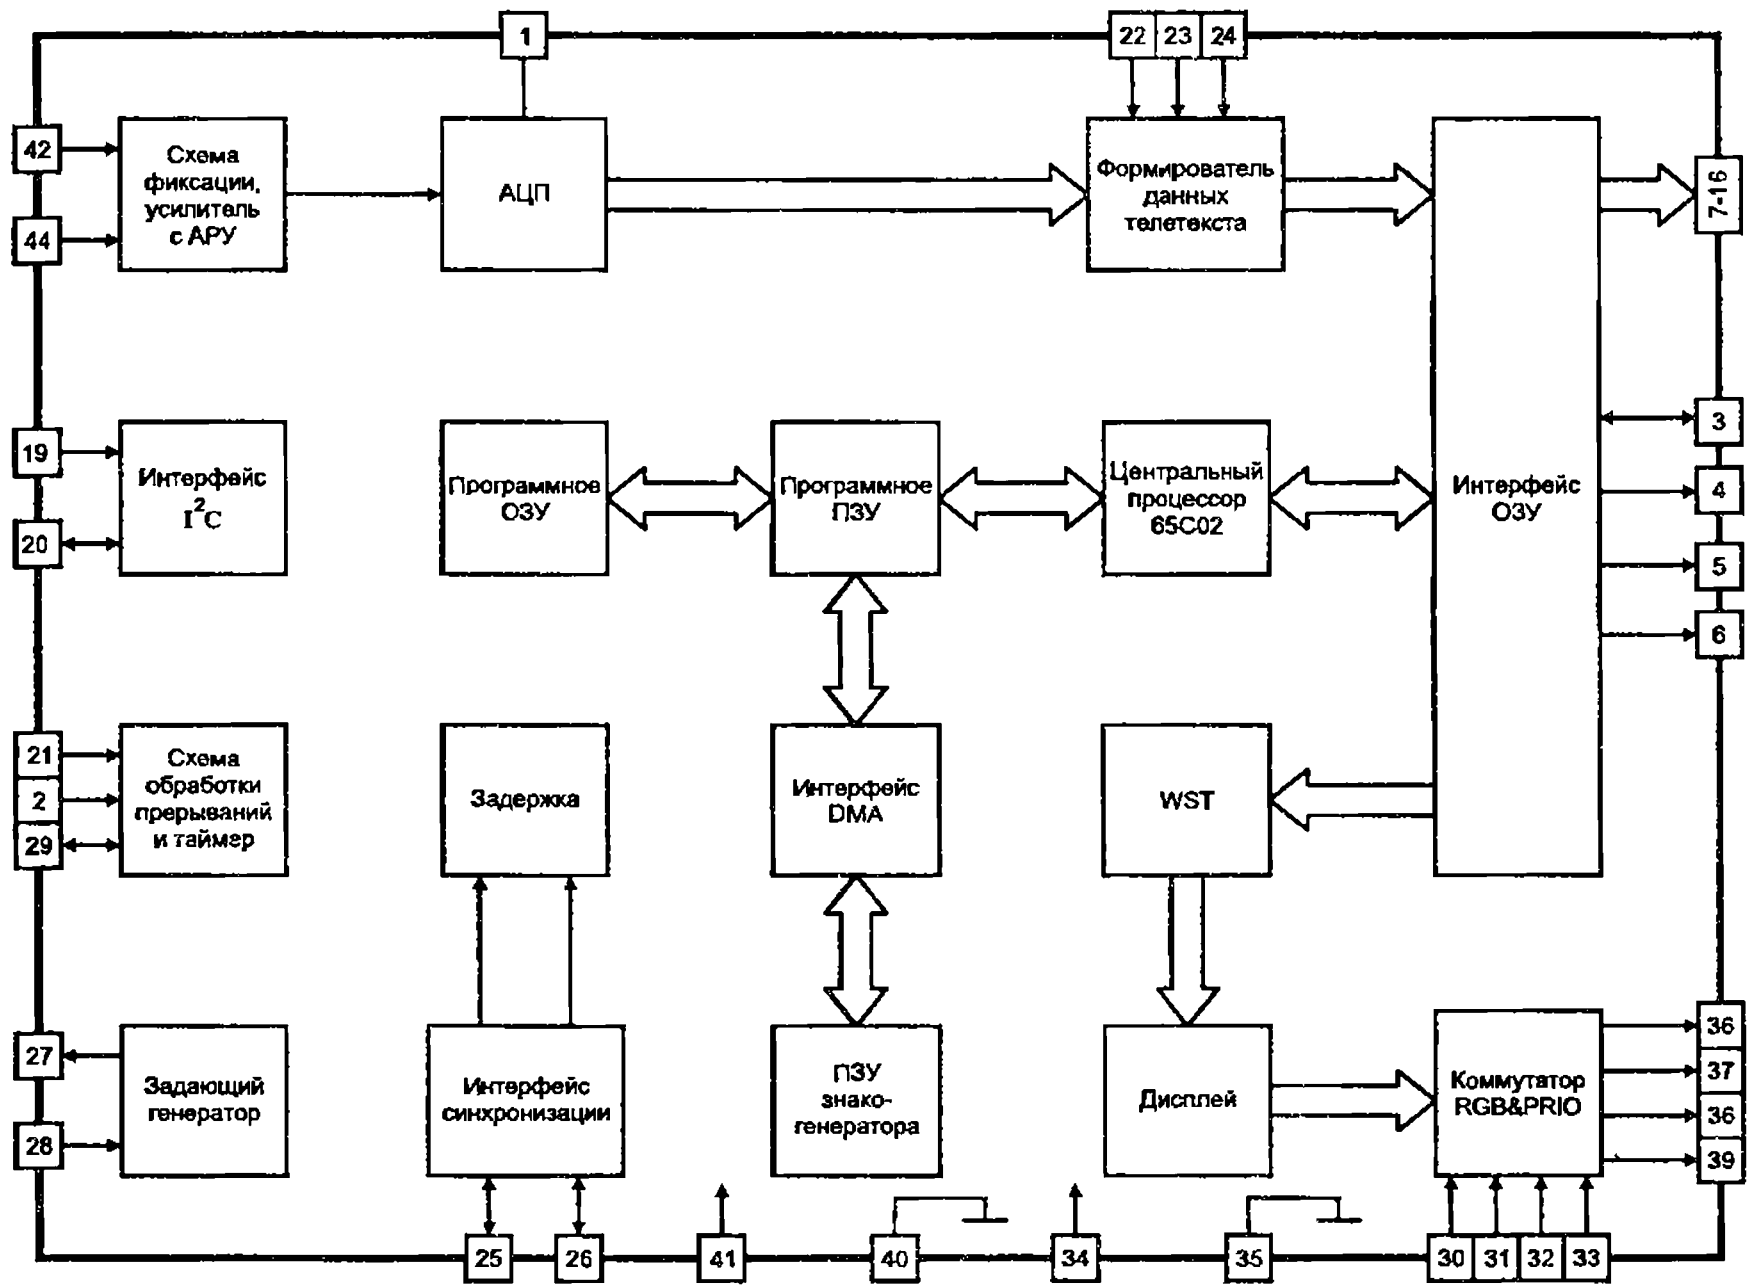 1
22 23 24
42
44
Схема
фиксации,
усилитель
с АРУ
АЦП
Формирователь
данных
телетекста
7-16
19
20
Интерфейс
I²C
Программное
ОЗУ
Программное
ПЗУ
Центральный
процессор
65C02
Интерфейс
ОЗУ
3
4
5
6
21
2
29
Схема
обработки
прерываний
и таймер
Задержка
Интерфейс
DMA
WST
27
28
Задающий
генератор
Интерфейс
синхронизации
ПЗУ
знако-
генератора
Дисплей
Коммутатор
RGB&PRIO
36
37
36
39
25 26 41 40 34 35 30 31 32 33